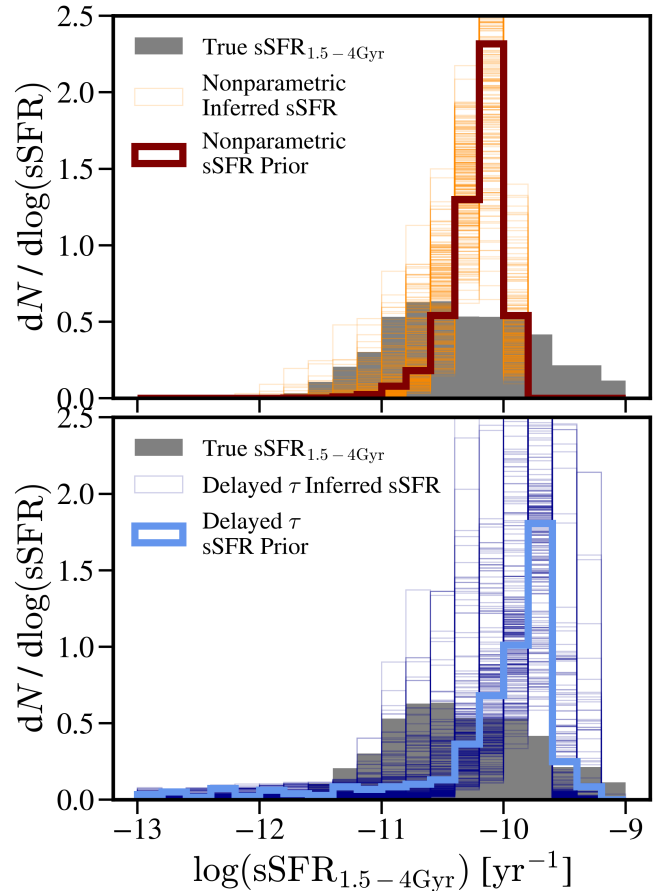 2.5
2.0
1.5
1.0
0.5
0.0
dN / dlog(sSFR)
True sSFR1.5−4Gyr
Nonparametric
Inferred sSFR
Nonparametric
sSFR Prior
2.5
2.0
1.5
1.0
0.5
0.0
dN / dlog(sSFR)
True sSFR1.5−4Gyr
Delayed τ Inferred sSFR
Delayed τ
sSFR Prior
−13 −12 −11 −10 −9
log(sSFR1.5−4Gyr) [yr−1]